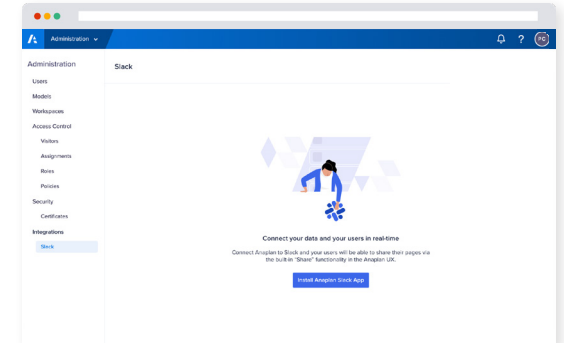 Administration
? PC
Administration
Slack
Users
Models
Workspaces
Access Control
Visitors
Assignments
Roles
Policies
Security
Certificates
Integrations
Slack
Connect your data and your users in real-time
Connect Anaplan to Slack and your users will be able to share their pages via
the built-in "Share" functionality in the Anaplan UX.
Install Anaplan Slack App